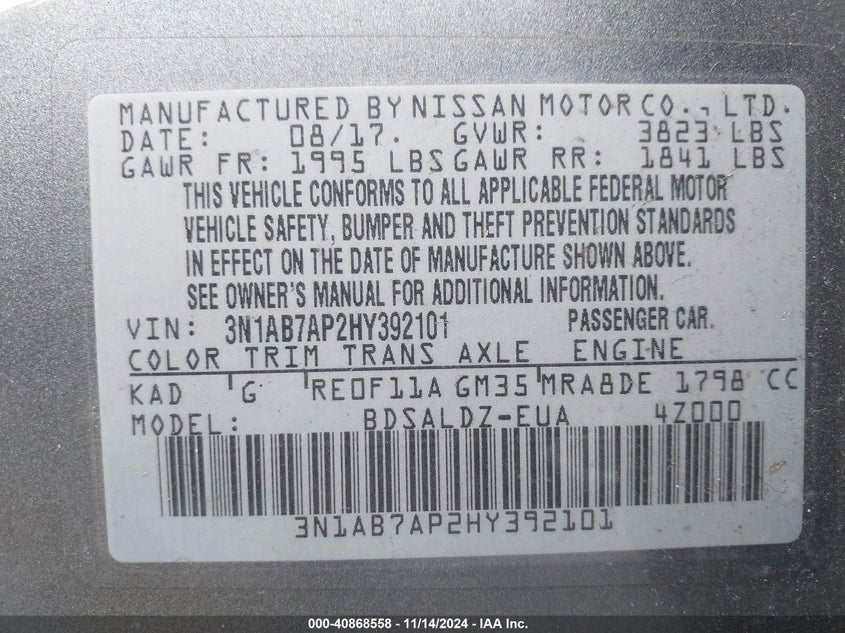 MANUFACTURED BY NISSAN MOTOR CO., LTD.
DATE: 08/17. GVWR: 3823 LBS
GAWR FR: 1995 LBS GAWR RR: 1841 LBS
THIS VEHICLE CONFORMS TO ALL APPLICABLE FEDERAL MOTOR
VEHICLE SAFETY, BUMPER AND THEFT PREVENTION STANDARDS
IN EFFECT ON THE DATE OF MANUFACTURE SHOWN ABOVE.
SEE OWNER'S MANUAL FOR ADDITIONAL INFORMATION.
VIN: 3N1AB7AP2HY392101 PASSENGER CAR.
COLOR TRIM TRANS AXLE ENGINE
KAD G RE0F11A GM35 MRA8DE 1798 CC
MODEL: BDSALDZ-EUA 4Z000
3N1AB7AP2HY392101
000-40868558 | 11/14/2024 - IAA Inc.